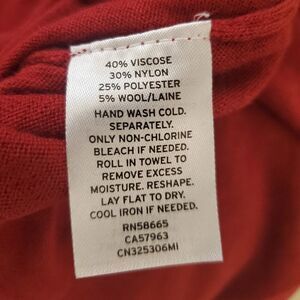 40% VISCOSE
30% NYLON
25% POLYESTER
5% WOOL/LAINE
HAND WASH COLD.
SEPARATELY.
ONLY NON-CHLORINE
BLEACH IF NEEDED.
ROLL IN TOWEL TO
REMOVE EXCESS
MOISTURE. RESHAPE.
LAY FLAT TO DRY.
COOL IRON IF NEEDED.
RN58665
CA57963
CN325306MI